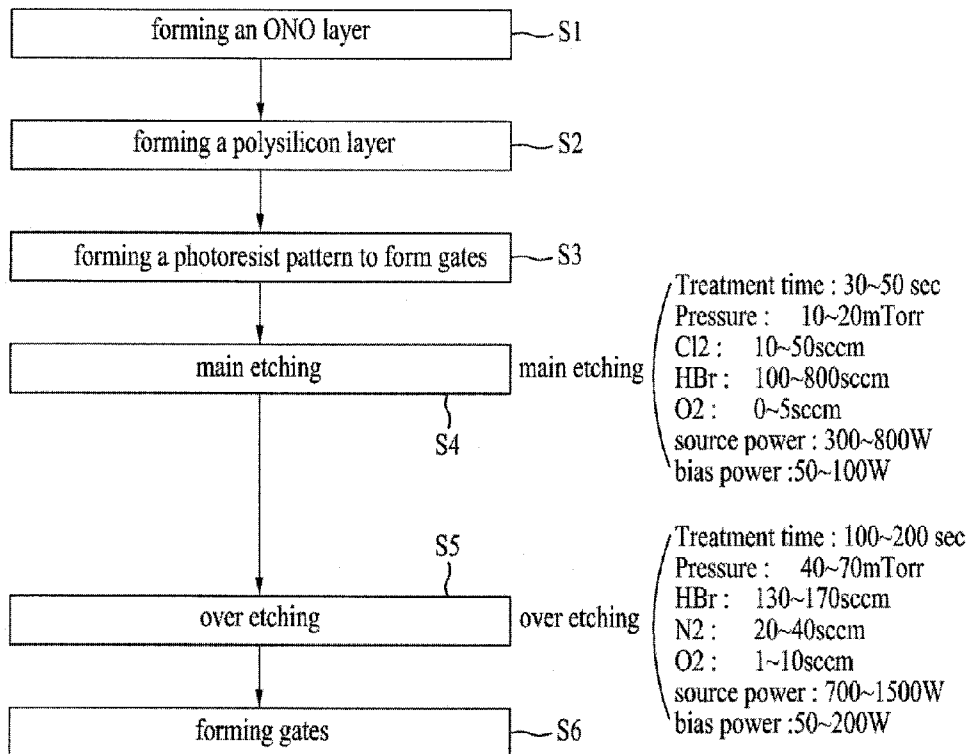 forming an ONO layer
S1
forming a polysilicon layer
S2
forming a photoresist pattern to form gates
S3
main etching
S4
main etching
Treatment time : 30~50 sec
Pressure : 10~20mTorr
Cl2 : 10~50sccm
HBr : 100~800sccm
O2 : 0~5sccm
source power : 300~800W
bias power :50~100W
S5
over etching
over etching
Treatment time : 100~200 sec
Pressure : 40~70mTorr
HBr : 130~170sccm
N2 : 20~40sccm
O2 : 1~10sccm
source power : 700~1500W
bias power :50~200W
forming gates
S6